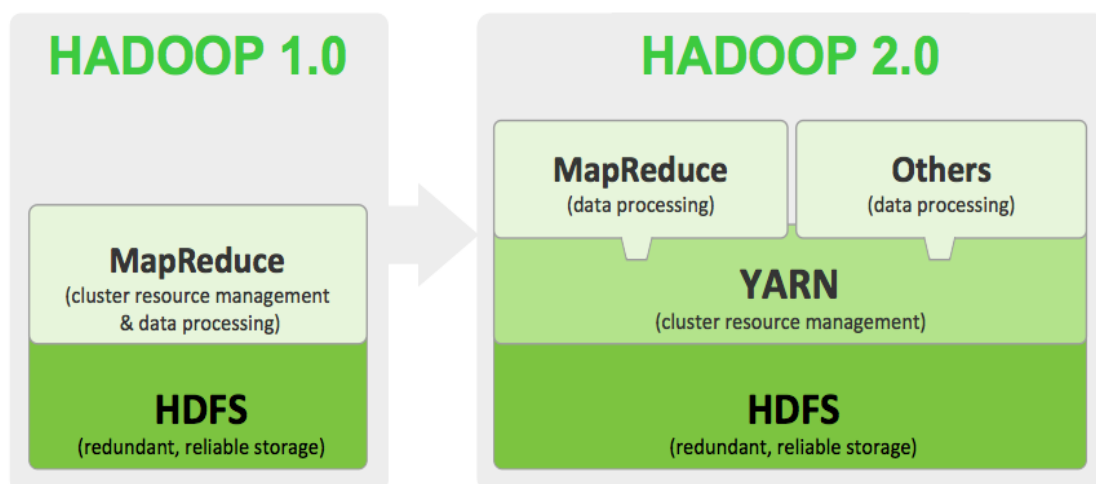 HADOOP 1.0
MapReduce
(cluster resource management
& data processing)
HDFS
(redundant, reliable storage)
HADOOP 2.0
MapReduce
(data processing)
Others
(data processing)
YARN
(cluster resource management)
HDFS
(redundant, reliable storage)